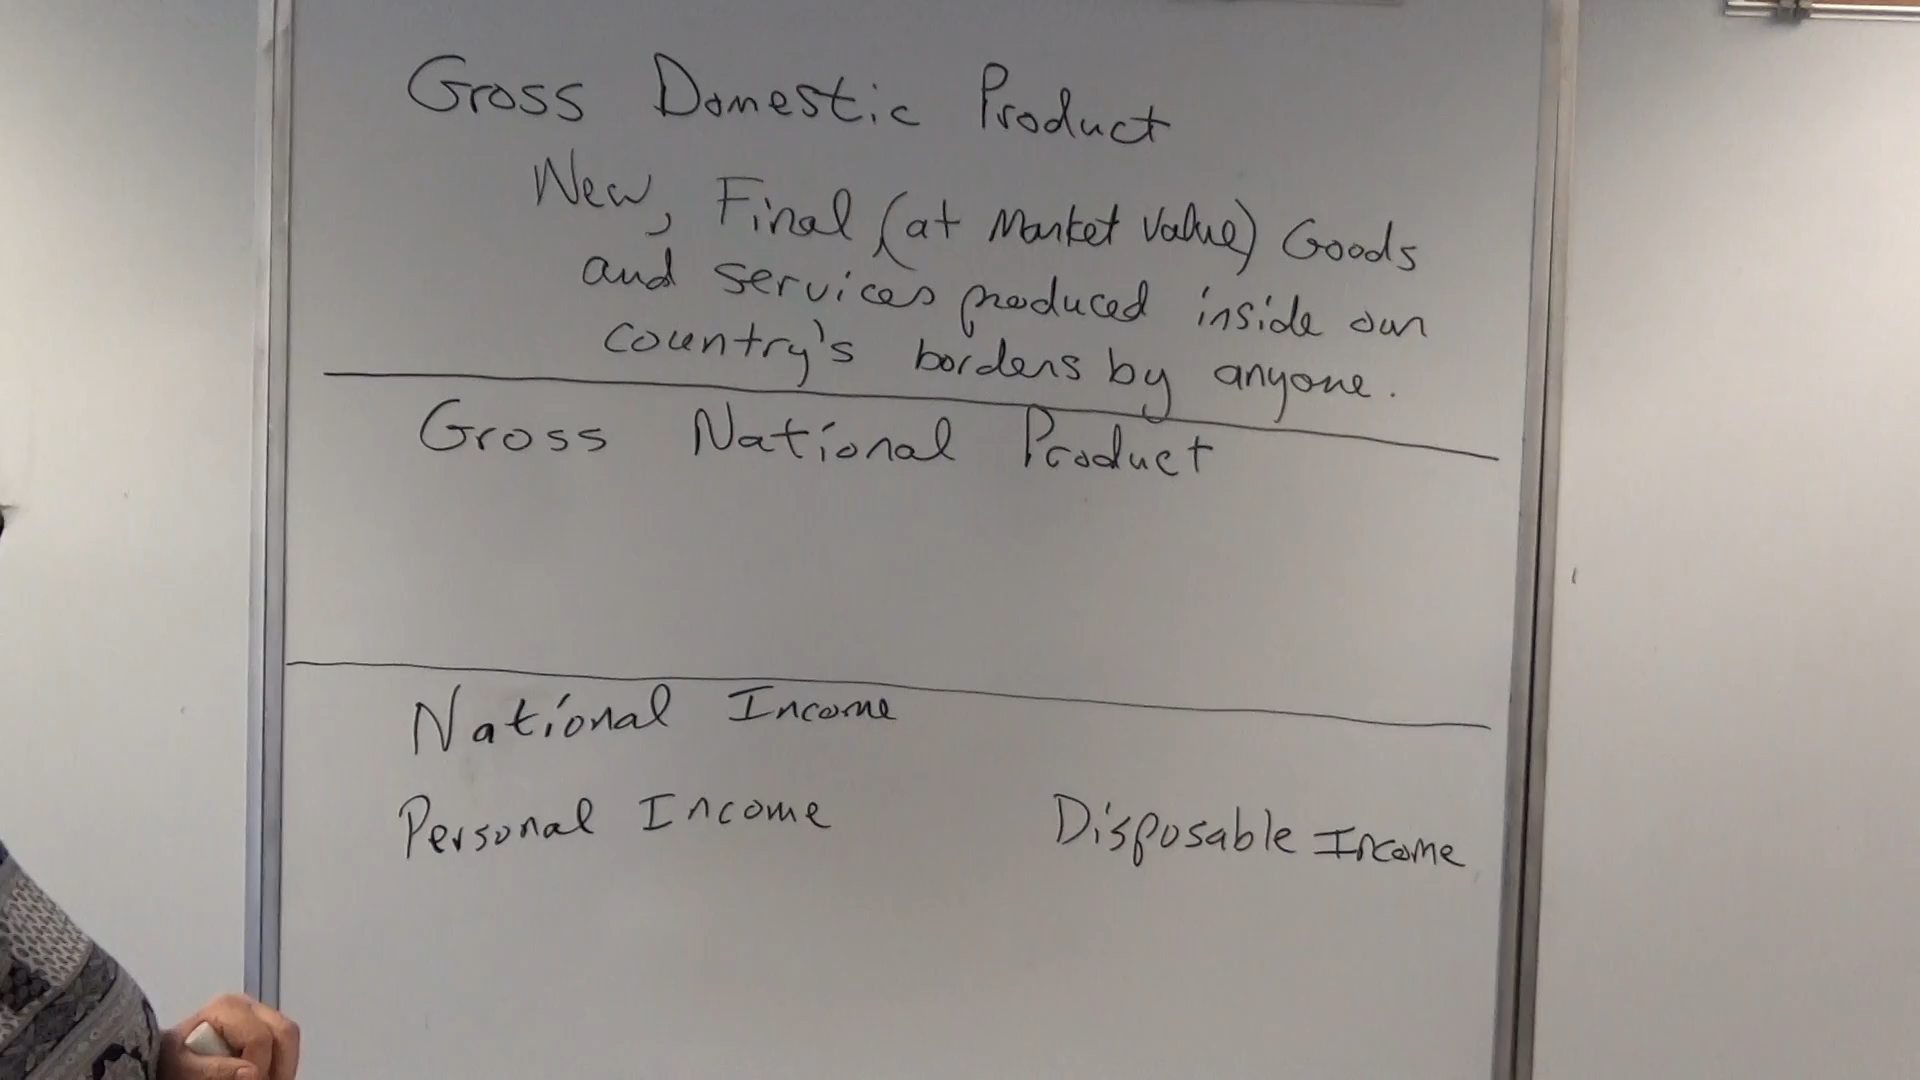 Gross Domestic Product
New, Final (at Market Value) Goods
and services produced inside our
country's borders by anyone.
Gross National Product
National Income
Personal Income
Disposable Income